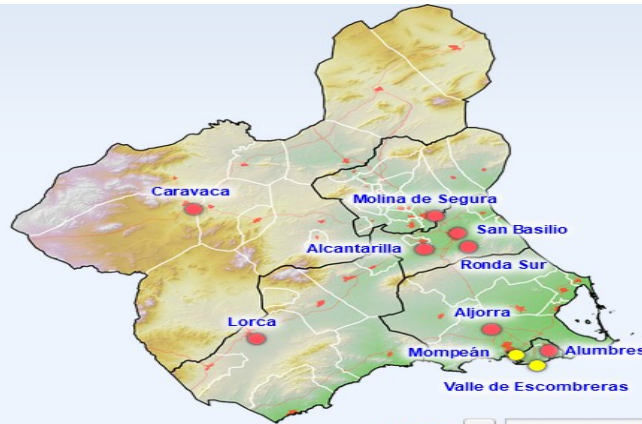 Caravaca
Molina de Segura
San Basilio
Alcantarilla
Ronda Sur
Lorca
Aljorra
Mompeán
Alumbres
Valle de Escombreras